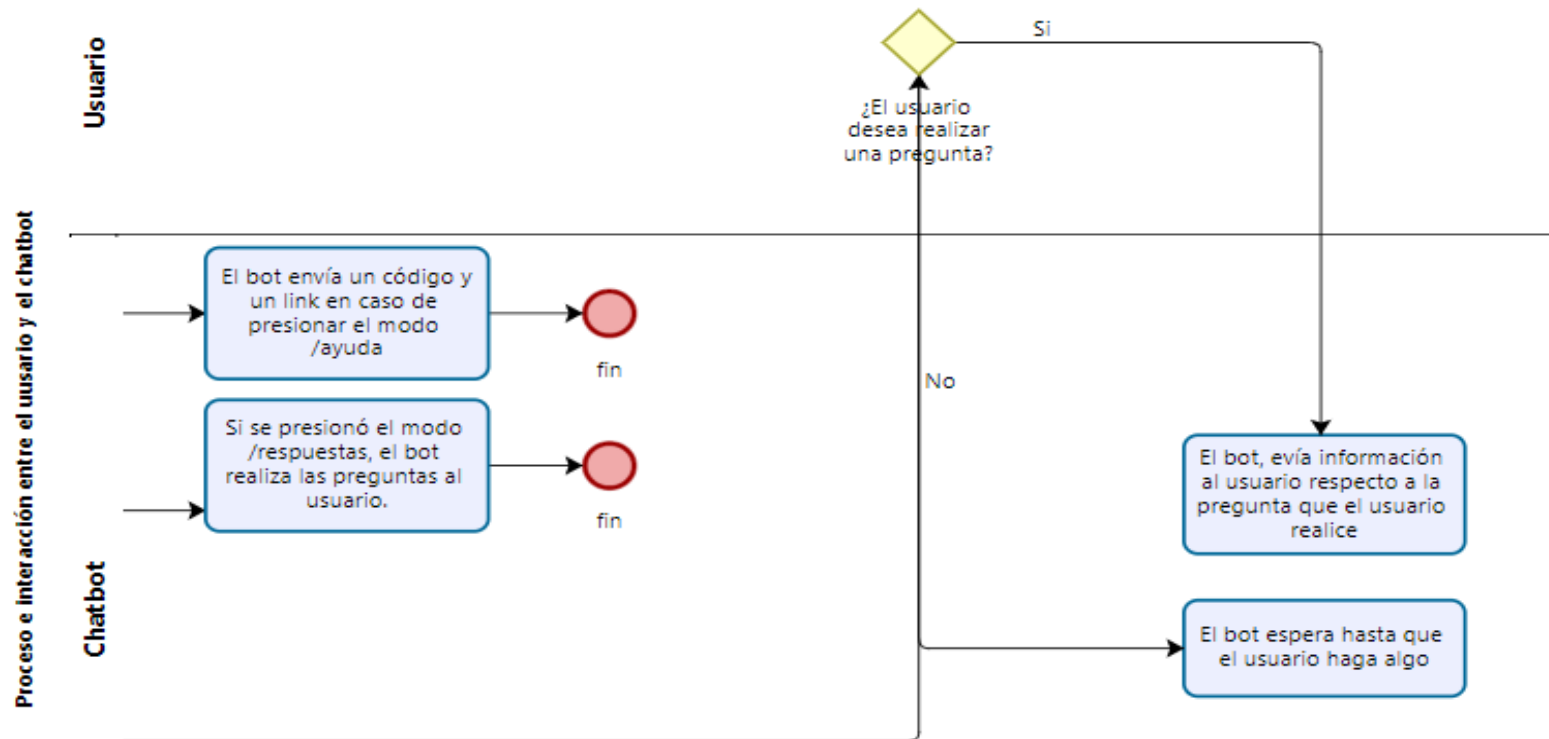 Proceso e interacción entre el uusario y el chatbot
Usuario
Si
¿El usuario
desea realizar
una pregunta?
Chatbot
El bot envía un código y
un link en caso de
presionar el modo
/ayuda
fin
Si se presionó el modo
/respuestas, el bot
realiza las preguntas al
usuario.
fin
No
El bot, evía información
al usuario respecto a la
pregunta que el usuario
realice
El bot espera hasta que
el usuario haga algo